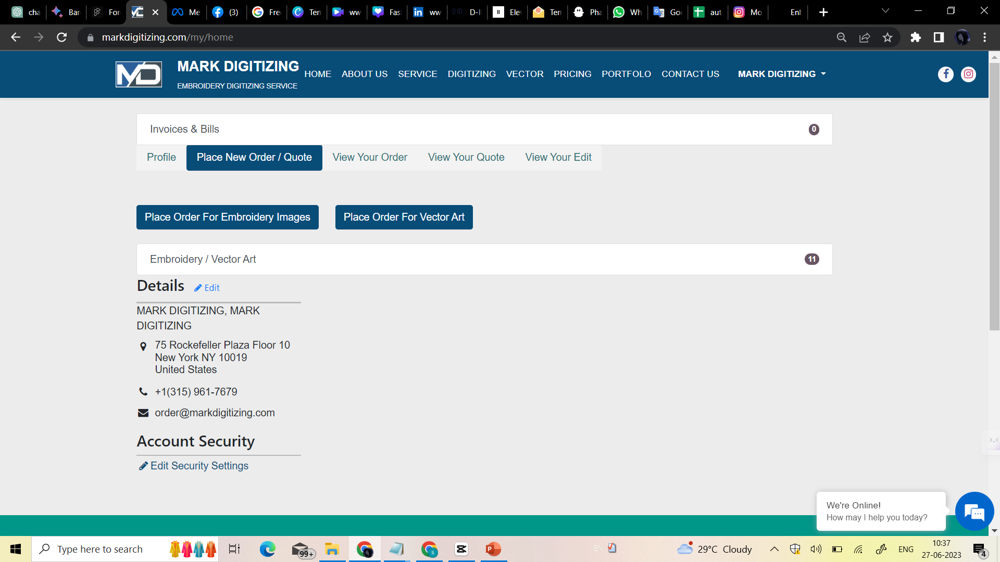 cha
Bar
For
Me
(3)
Fre
Ten
ww
Fas
ww
D-I
Ele
Ten
Pha
Wh
Goo
aut
Mo
Enh
markdigitizing.com/my/home
MD
MARK DIGITIZING
EMBROIDERY DIGITIZING SERVICE
HOME
ABOUT US
SERVICE
DIGITIZING
VECTOR
PRICING
PORTFOLO
CONTACT US
MARK DIGITIZING
Invoices & Bills
0
Profile
Place New Order / Quote
View Your Order
View Your Quote
View Your Edit
Place Order For Embroidery Images
Place Order For Vector Art
Embroidery / Vector Art
11
Details
Edit
MARK DIGITIZING, MARK
DIGITIZING
75 Rockefeller Plaza Floor 10
New York NY 10019
United States
+1(315) 961-7679
order@markdigitizing.com
Account Security
Edit Security Settings
We're Online!
How may I help you today?
Type here to search
99+
EN
29°C Cloudy
ENG
10:37
27-06-2023
4